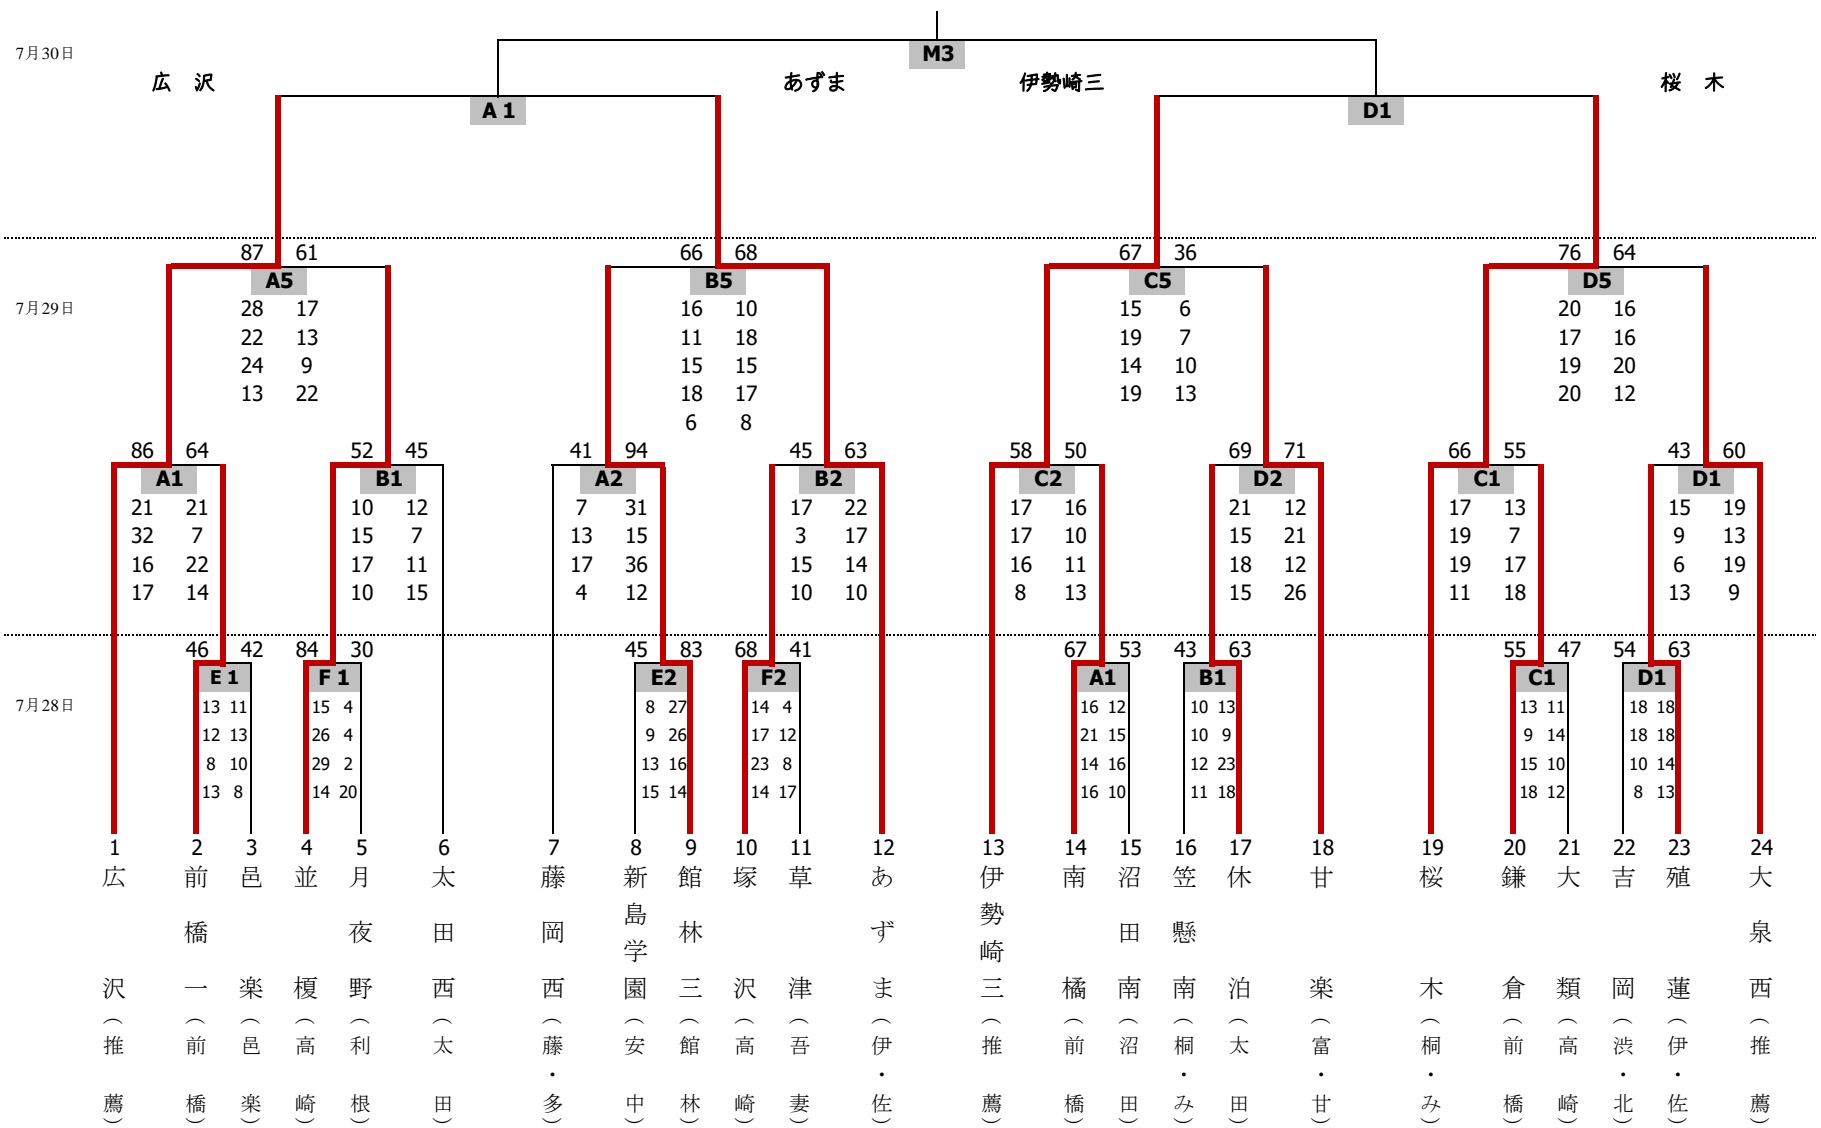 M3
7月30日
広 沢 あずま 伊勢崎三 桜 木
A 1 D1
87 61 66 68 67 36 76 64
A5 B5 C5 D5
7月29日
28 17 16 10 15 6 20 16
22 13 11 18 19 7 17 16
24 9 15 15 14 10 19 20
13 22 18 17 19 13 20 12
6 8
86 64 52 45 41 94 45 63 58 50 69 71 66 55 43 60
A1 B1 A2 B2 C2 D2 C1 D1
21 21 10 12 7 31 17 22 17 16 21 12 17 13 15 19
32 7 15 7 13 15 3 17 17 10 15 21 19 7 9 13
16 22 17 11 17 36 15 14 16 11 18 12 19 17 6 19
17 14 10 15 4 12 10 10 8 13 15 26 11 18 13 9
46 42 84 30 45 83 68 41 67 53 43 63 55 47 54 63
E 1 F 1 E2 F2 A1 B1 C1 D1
7月28日
13 11 15 4 8 27 14 4 16 12 10 13 13 11 18 18
12 13 26 4 9 26 17 12 21 15 10 9 9 14 18 18
8 10 29 2 13 16 23 8 14 16 12 23 15 10 10 14
13 8 14 20 15 14 14 17 16 10 11 18 18 12 8 13
1 2 3 4 5 6 7 8 9 10 11 12 13 14 15 16 17 18 19 20 21 22 23 24
広沢（推薦）
前橋一（前橋）
邑楽（邑楽）
並榎（高崎）
月夜野（利根）
太田西（太田）
藤岡西（藤・多）
新島学園（安中）
館林三（館林）
塚沢（高崎）
草津（吾妻）
あずま（伊・佐）
伊勢崎三（推薦）
南橘（前橋）
沼田南（沼田）
笠懸南（桐・み）
休泊（太田）
甘楽（富・甘）
桜木（桐・み）
鎌倉（前橋）
大類（高崎）
吉岡（渋・北）
殖蓮（伊・佐）
大泉西（推薦）